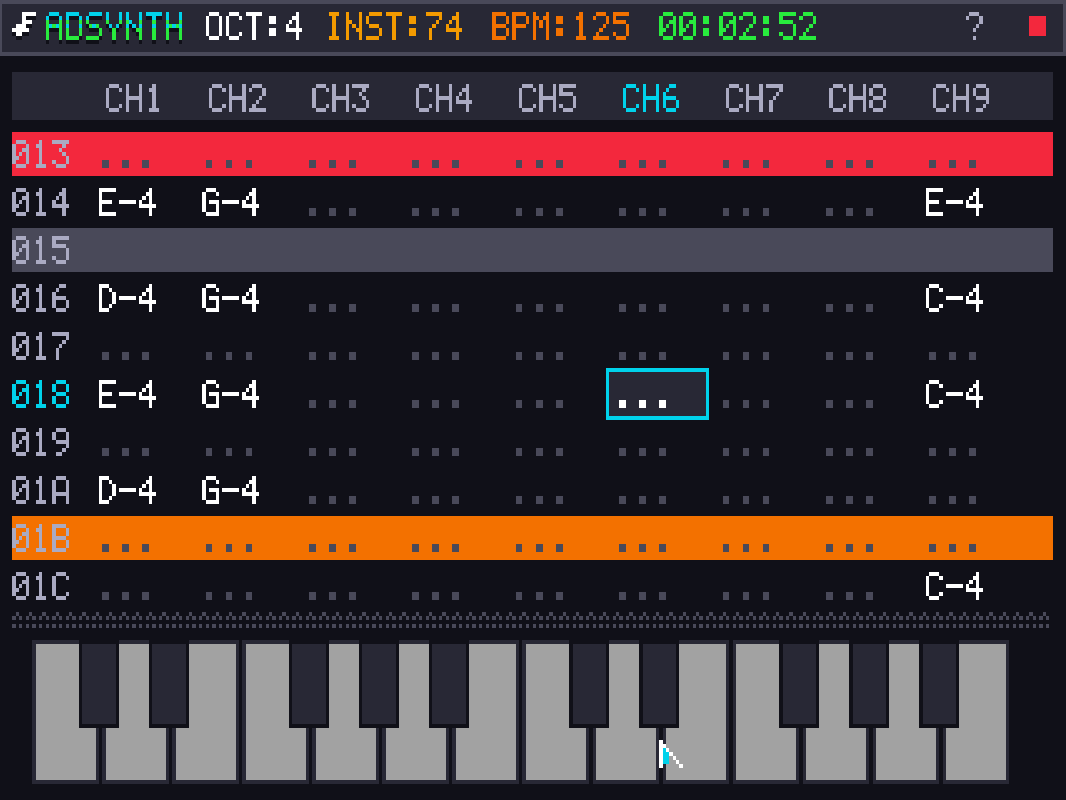 ADSYNTH OCT:4 INST:74 BPM:125 00:02:52 ?
CH1 CH2 CH3 CH4 CH5 CH6 CH7 CH8 CH9
013 ... ... ... ... ... ... ... ... ...
014 E-4 G-4 ... ... ... ... ... ... E-4
015
016 D-4 G-4 ... ... ... ... ... ... C-4
017 ... ... ... ... ... ... ... ... ...
018 E-4 G-4 ... ... ... ... ... ... C-4
019 ... ... ... ... ... ... ... ... ...
01A D-4 G-4 ... ... ... ... ... ... ...
01B ... ... ... ... ... ... ... ... ...
01C ... ... ... ... ... ... ... ... C-4